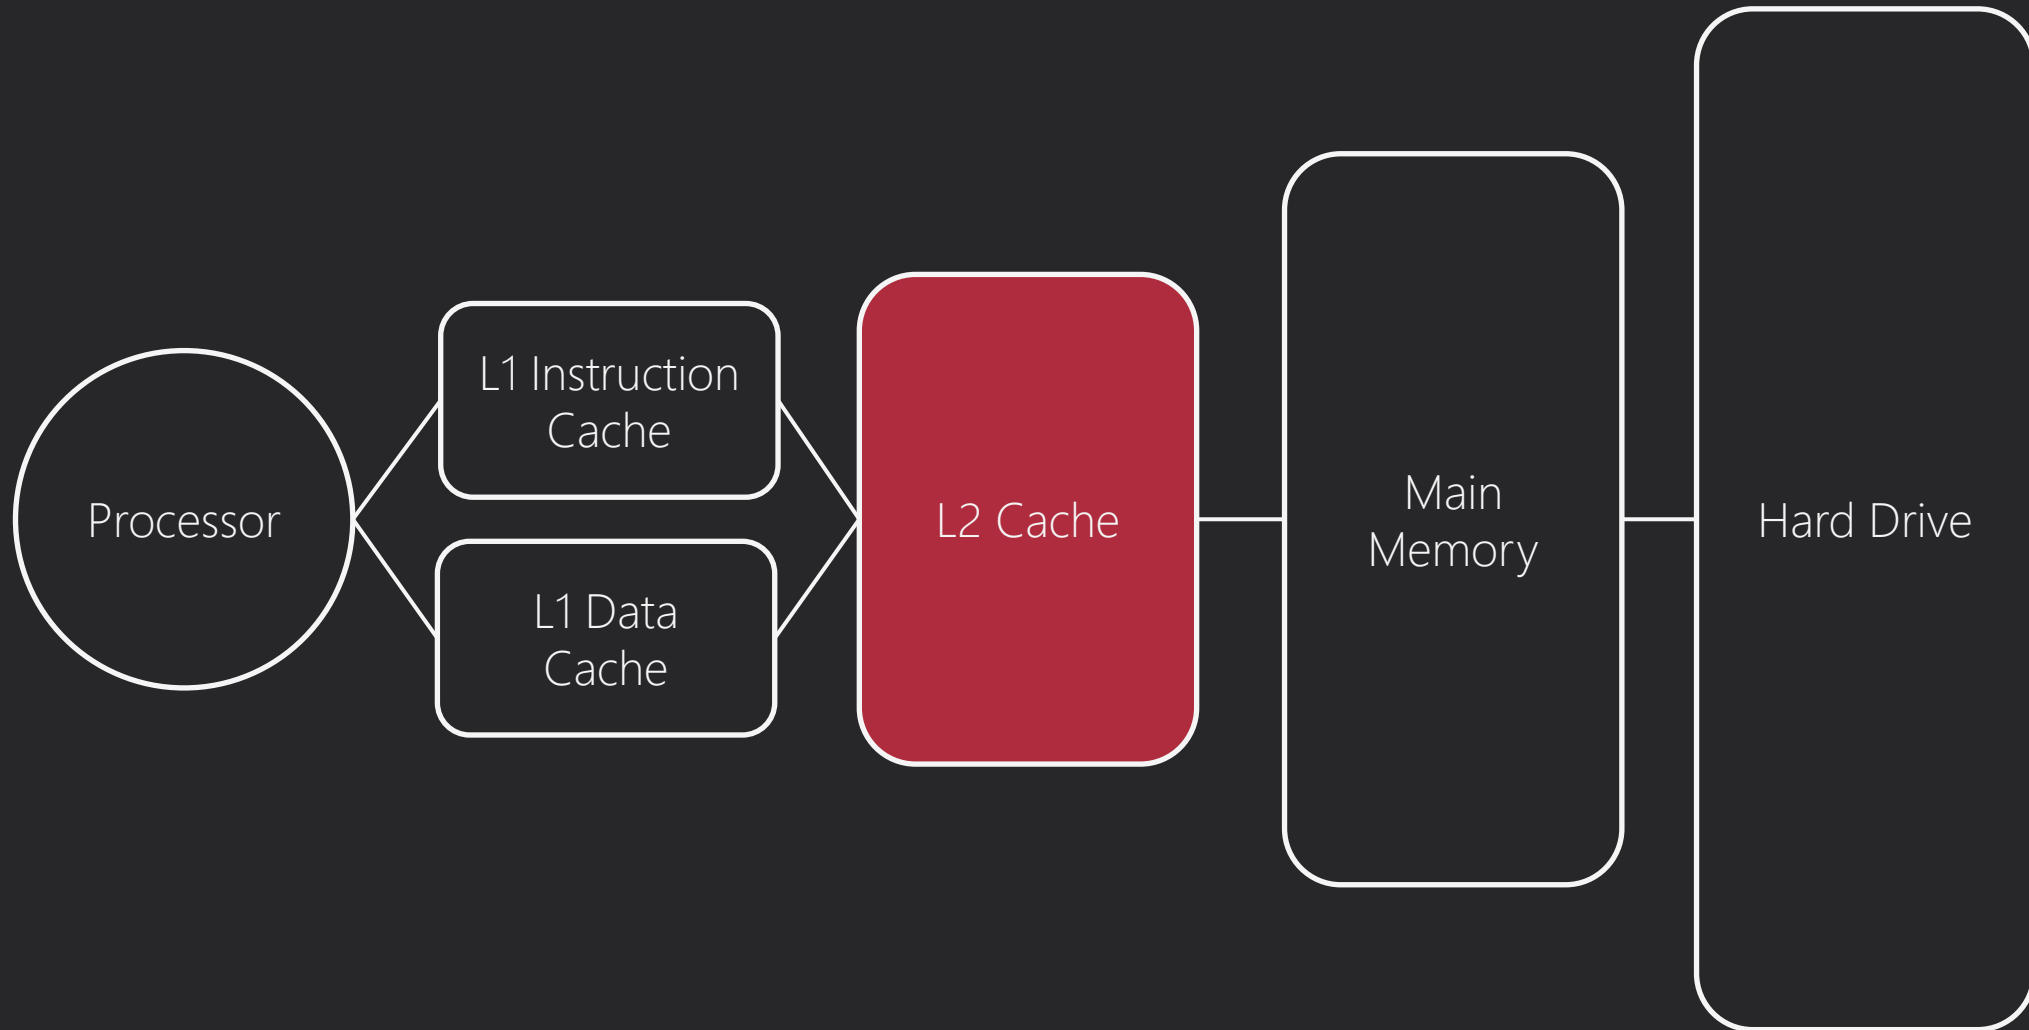 Processor
L1 Instruction
Cache
L1 Data
Cache
L2 Cache
Main
Memory
Hard Drive